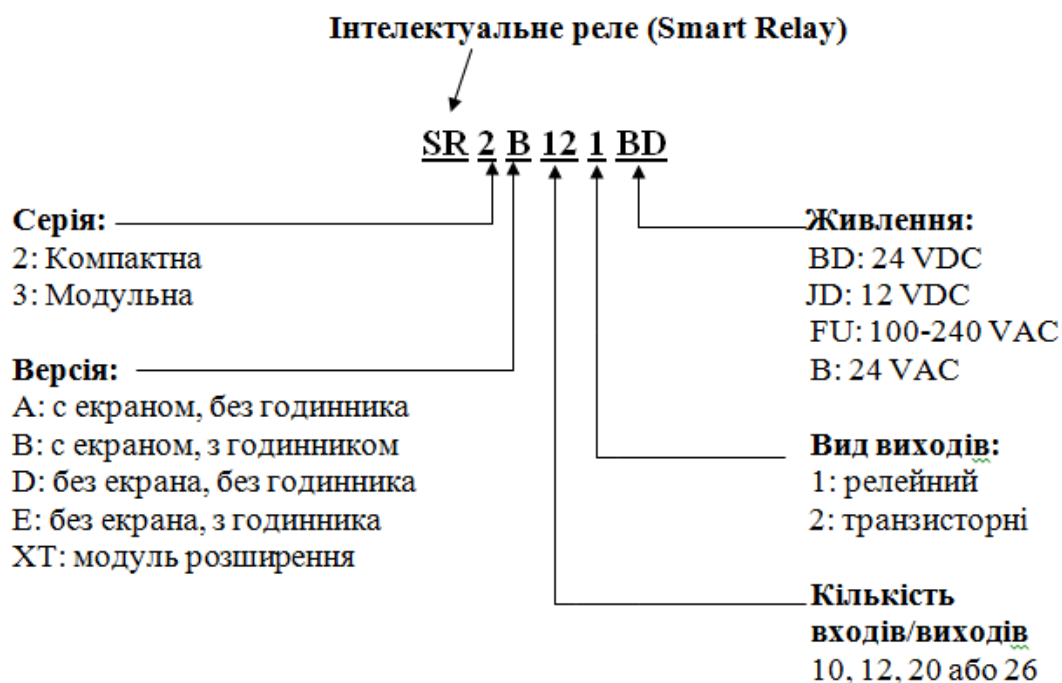 Інтелектуальне реле (Smart Relay)
SR 2 B 12 1 BD
Серія:
2: Компактна
3: Модульна
Версія:
A: с екраном, без годинника
B: с екраном, з годинником
D: без екрана, без годинника
E: без екрана, з годинника
XT: модуль розширення
Живлення:
BD: 24 VDC
JD: 12 VDC
FU: 100-240 VAC
B: 24 VAC
Вид виходів:
1: релейний
2: транзисторні
Кількість
входів/виходів
10, 12, 20 або 26